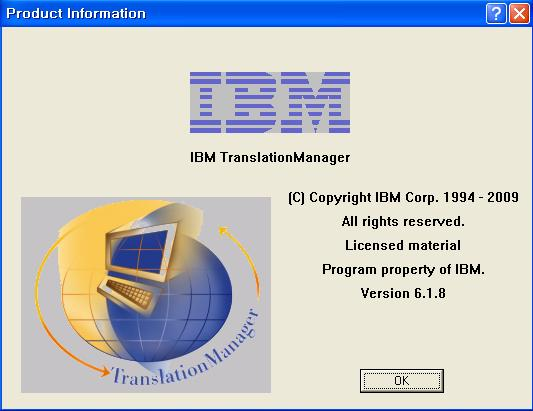 Product Information
IBM
IBM TranslationManager
(C) Copyright IBM Corp. 1994 - 2009
All rights reserved.
Licensed material
Program property of IBM.
Version 6.1.8
TranslationManager
OK